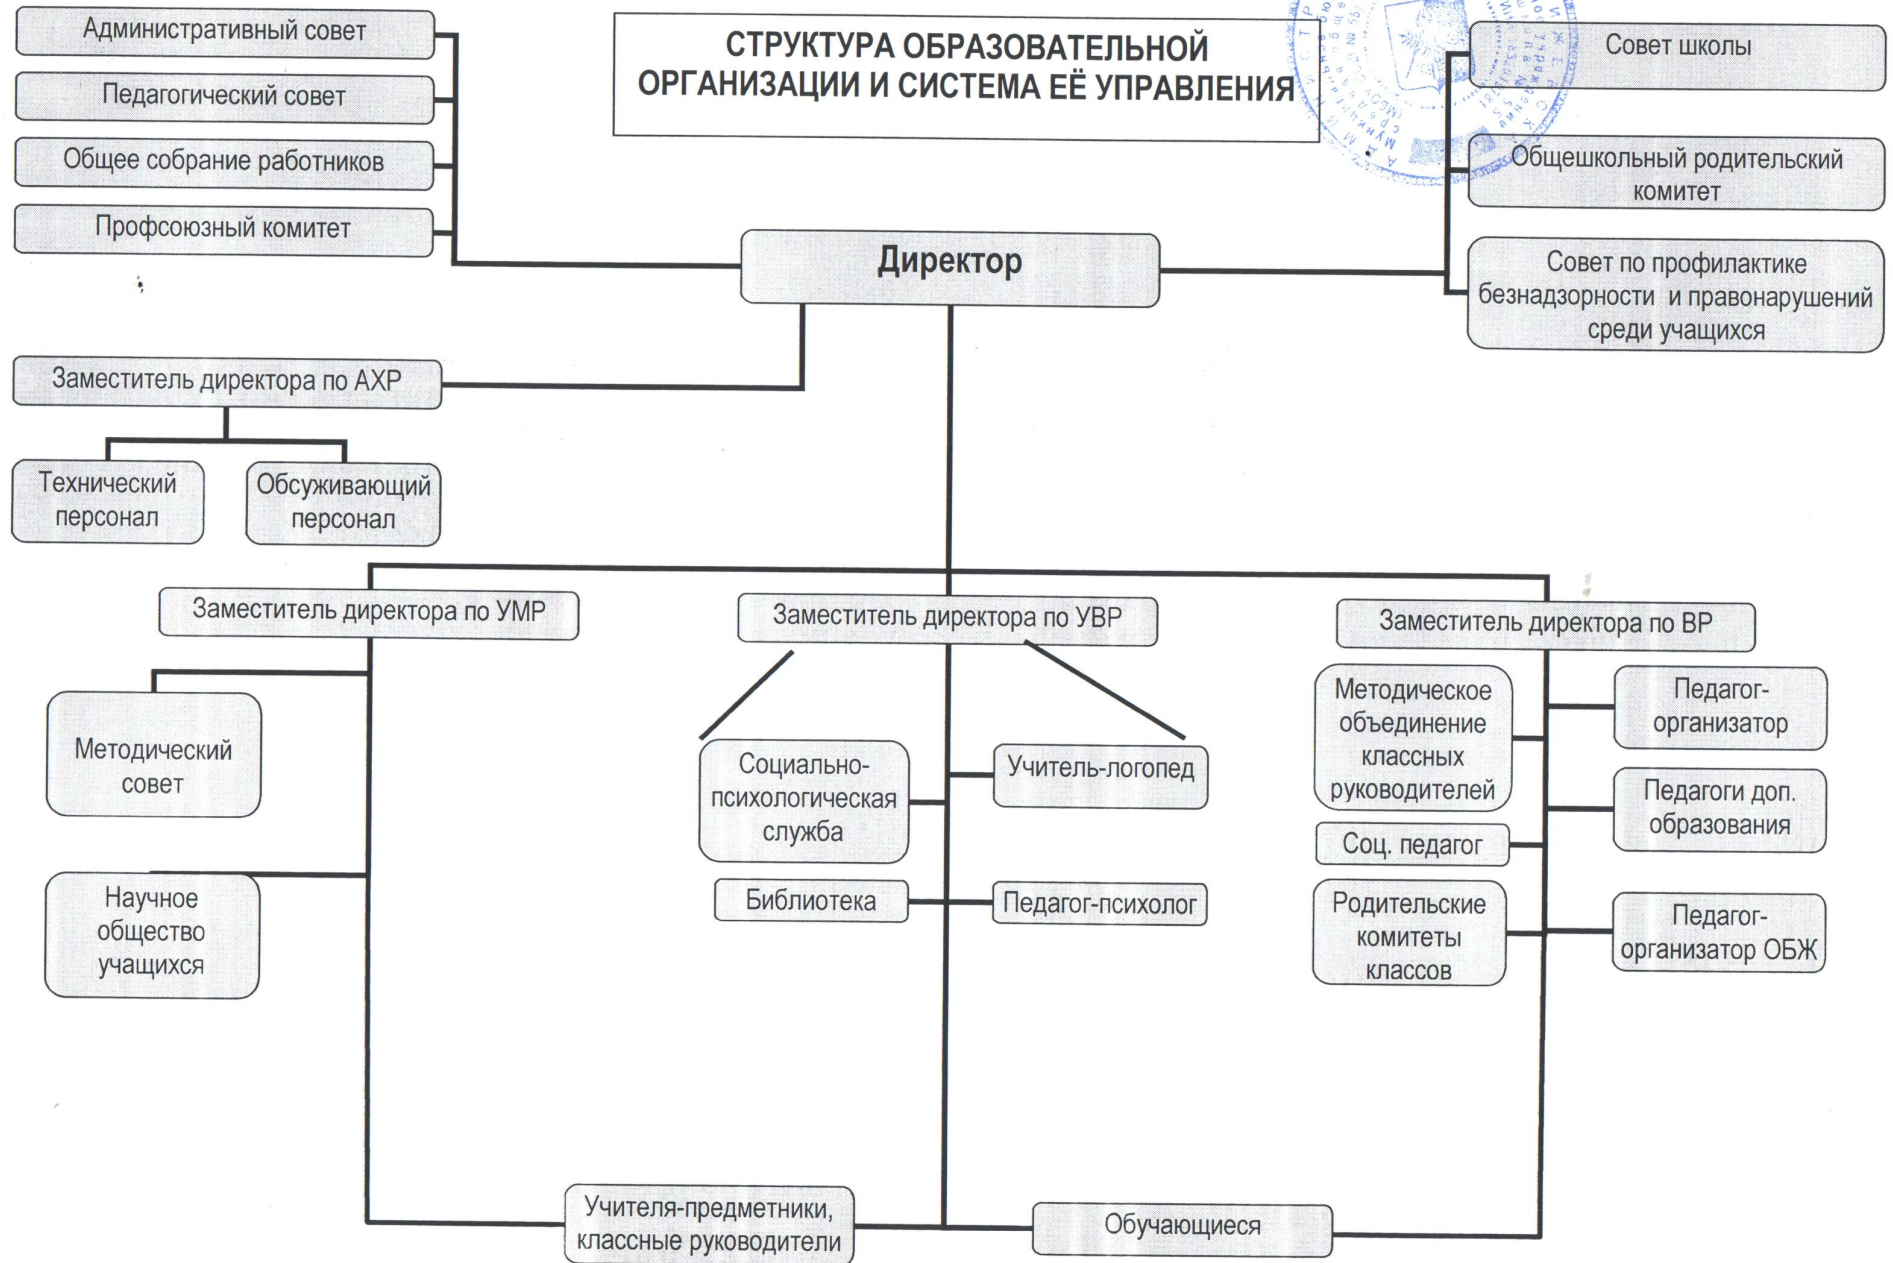 Административный совет
Педагогический совет
Общее собрание работников
Профсоюзный комитет
СТРУКТУРА ОБРАЗОВАТЕЛЬНОЙ
ОРГАНИЗАЦИИ И СИСТЕМА ЕЁ УПРАВЛЕНИЯ
Совет школы
Общешкольный родительский
комитет
Совет по профилактике
безнадзорности и правонарушений
среди учащихся
Директор
Заместитель директора по АХР
Технический
персонал
Обсуживающий
персонал
Заместитель директора по УМР
Заместитель директора по УВР
Заместитель директора по ВР
Методический
совет
Научное
общество
учащихся
Социально-
психологическая
служба
Учитель-логопед
Библиотека
Педагог-психолог
Методическое
объединение
классных
руководителей
Соц. педагог
Родительские
комитеты
классов
Педагог-
организатор
Педагоги доп.
образования
Педагог-
организатор ОБЖ
Учителя-предметники,
классные руководители
Обучающиеся